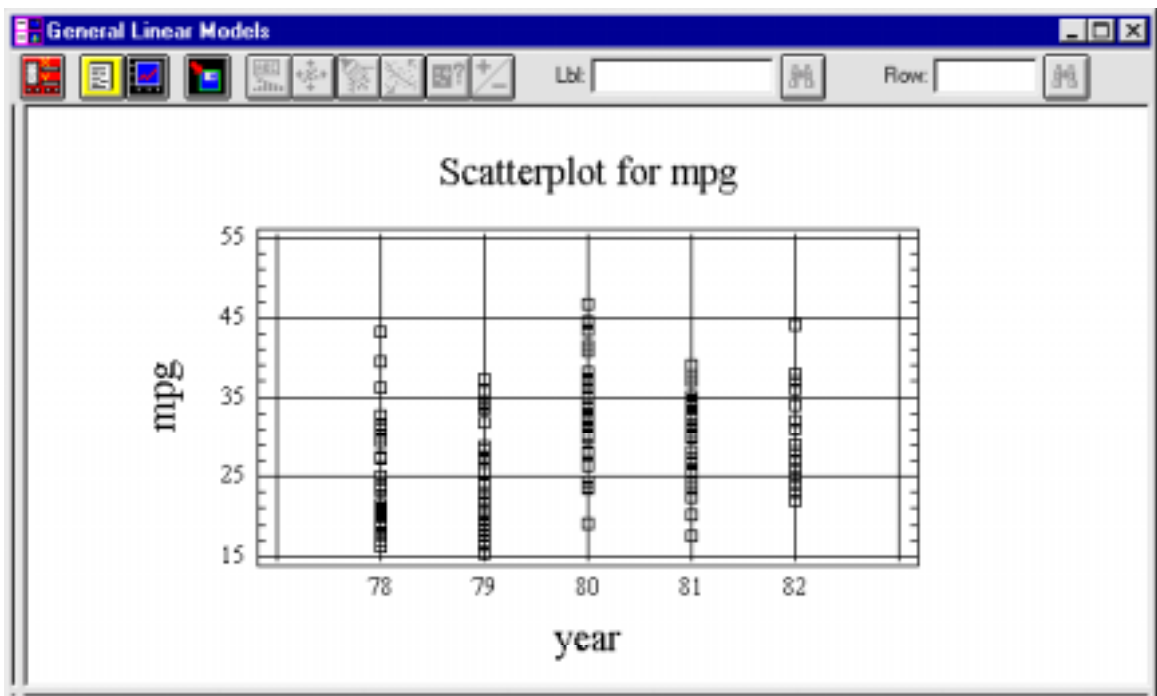 General Linear Models
Lbl: Row:
Scatterplot for mpg
55
45
35
25
15
mpg
78 79 80 81 82
year